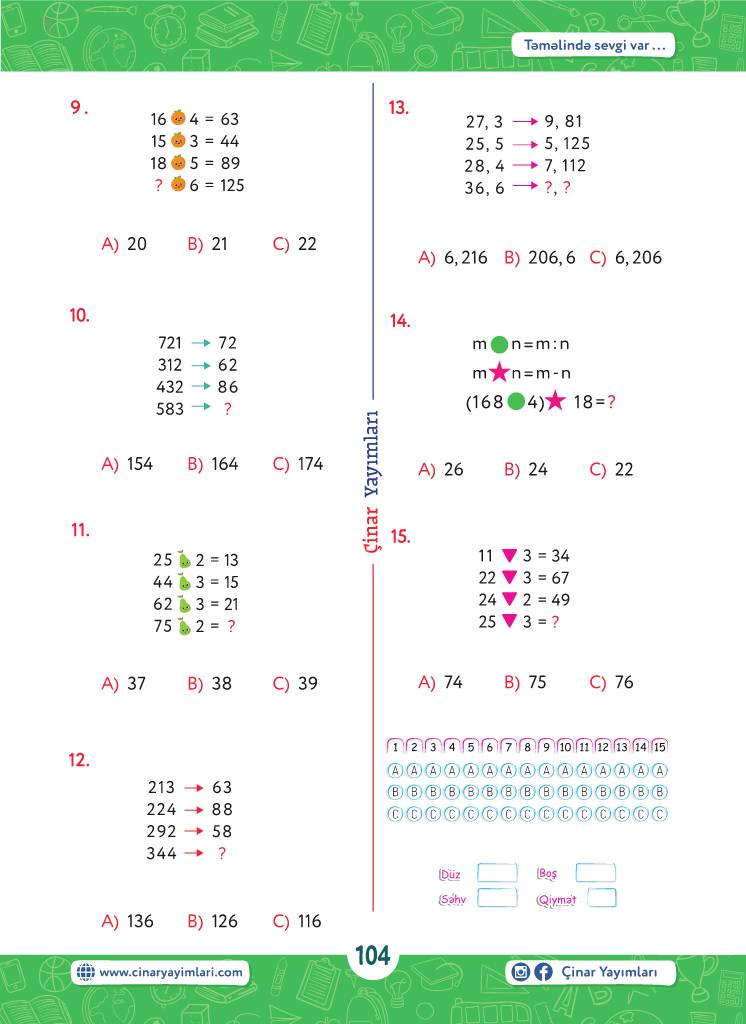 Təməlində sevgi var ...
9.
16 4 = 63
15 3 = 44
18 5 = 89
? 6 = 125
A) 20 B) 21 C) 22
10.
721 → 72
312 → 62
432 → 86
583 → ?
A) 154 B) 164 C) 174
11.
25 2 = 13
44 3 = 15
62 3 = 21
75 2 = ?
A) 37 B) 38 C) 39
12.
213 → 63
224 → 88
292 → 58
344 → ?
A) 136 B) 126 C) 116
Çinar Yayımları
13.
27, 3 → 9, 81
25, 5 → 5, 125
28, 4 → 7, 112
36, 6 → ?, ?
A) 6, 216 B) 206, 6 C) 6, 206
14.
m ● n = m : n
m ★ n = m - n
(168 ● 4) ★ 18 = ?
A) 26 B) 24 C) 22
15.
11 ▼ 3 = 34
22 ▼ 3 = 67
24 ▼ 2 = 49
25 ▼ 3 = ?
A) 74 B) 75 C) 76
1 2 3 4 5 6 7 8 9 10 11 12 13 14 15
A A A A A A A A A A A A A A A
B B B B B B B B B B B B B B B
C C C C C C C C C C C C C C C
Düz Boş
Səhv Qiymət
104
www.cinaryayimlari.com
Çinar Yayımları